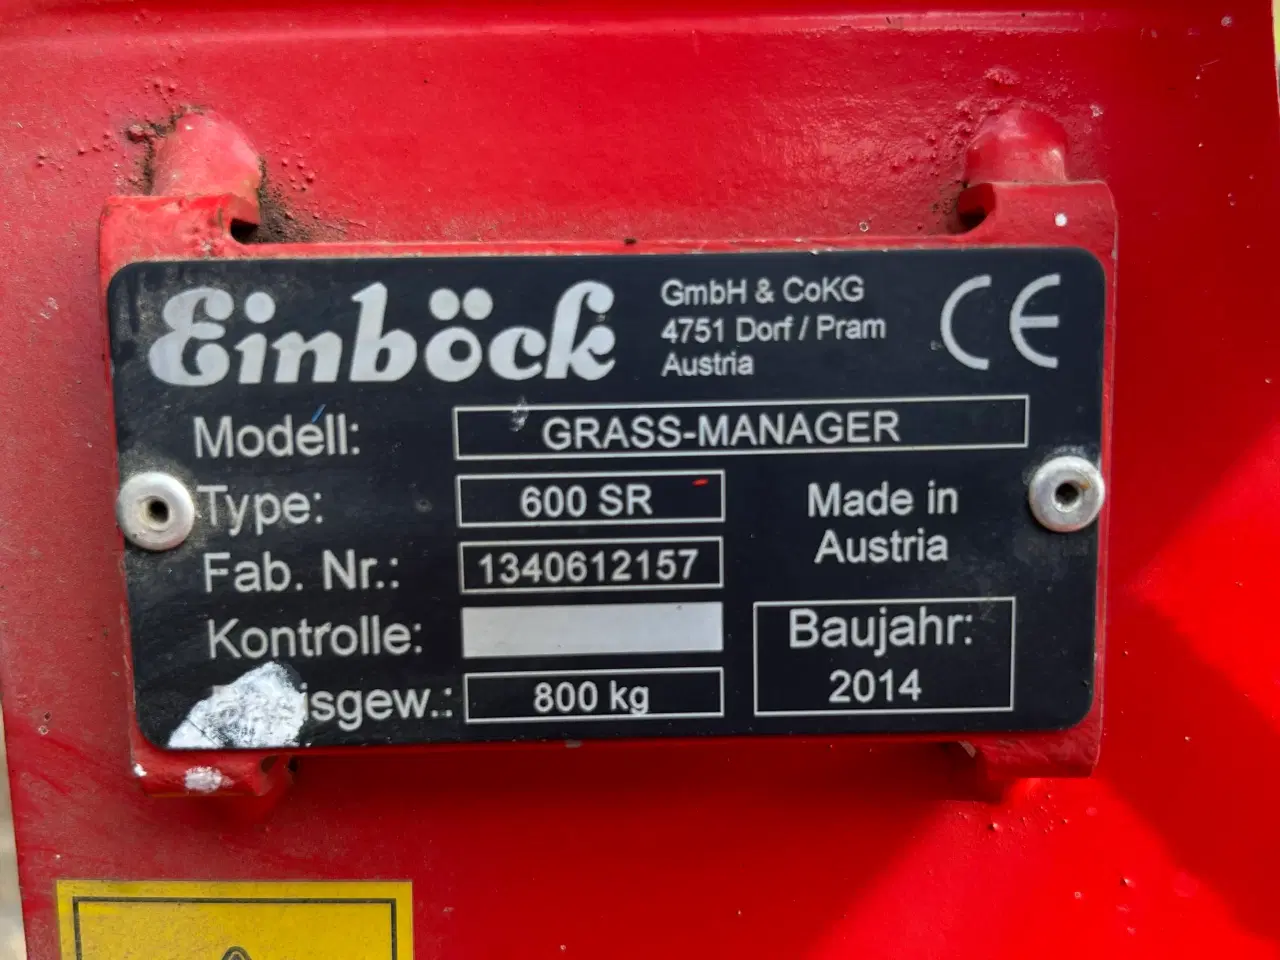 Einböck
GmbH & CoKG
4751 Dorf / Pram
Austria
CE
Modell: GRASS-MANAGER
Type: 600 SR
Made in
Austria
Fab. Nr.: 1340612157
Kontrolle:
Baujahr:
2014
800 kg